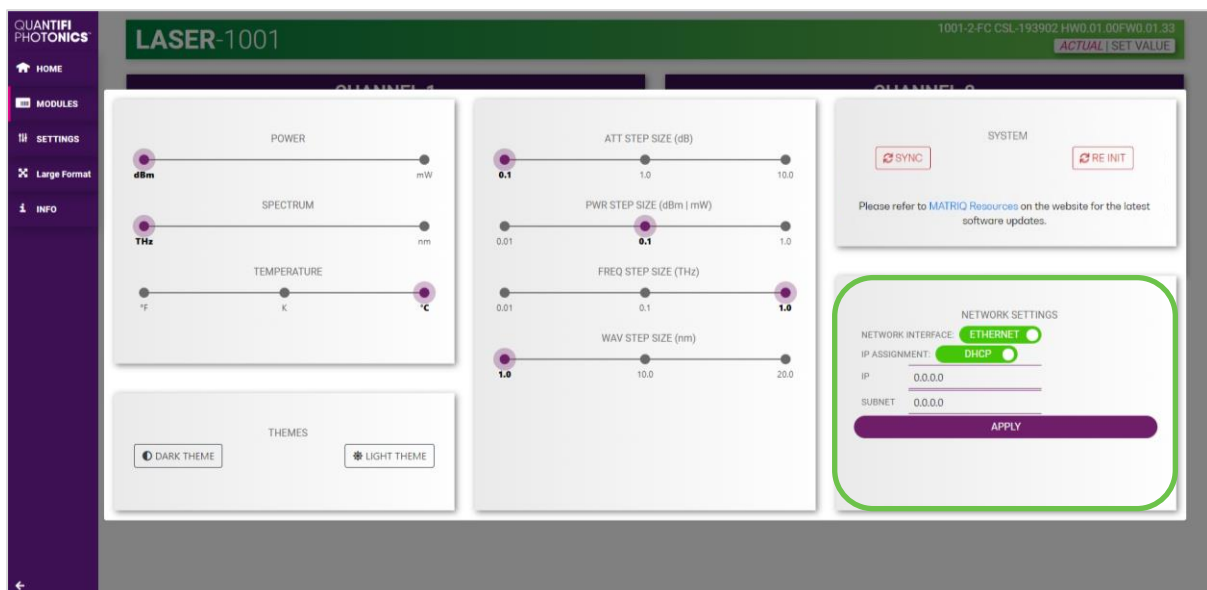 QUANTIFI
PHOTONICS
HOME
MODULES
SETTINGS
Large Format
INFO
LASER-1001
1001-2-FC CSL-193902 HW0.01.00FW0.01.33
ACTUAL | SET VALUE
CHANNEL 1
CHANNEL 2
POWER
dBm mW
SPECTRUM
THz nm
TEMPERATURE
°F K °C
THEMES
DARK THEME LIGHT THEME
ATT STEP SIZE (dB)
0.1 1.0 10.0
PWR STEP SIZE (dBm | mW)
0.01 0.1 1.0
FREQ STEP SIZE (THz)
0.01 0.1 1.0
WAV STEP SIZE (nm)
1.0 10.0 20.0
SYSTEM
SYNC RE INIT
Please refer to MATRIQ Resources on the website for the latest
software updates.
NETWORK SETTINGS
NETWORK INTERFACE: ETHERNET
IP ASSIGNMENT: DHCP
IP 0.0.0.0
SUBNET 0.0.0.0
APPLY